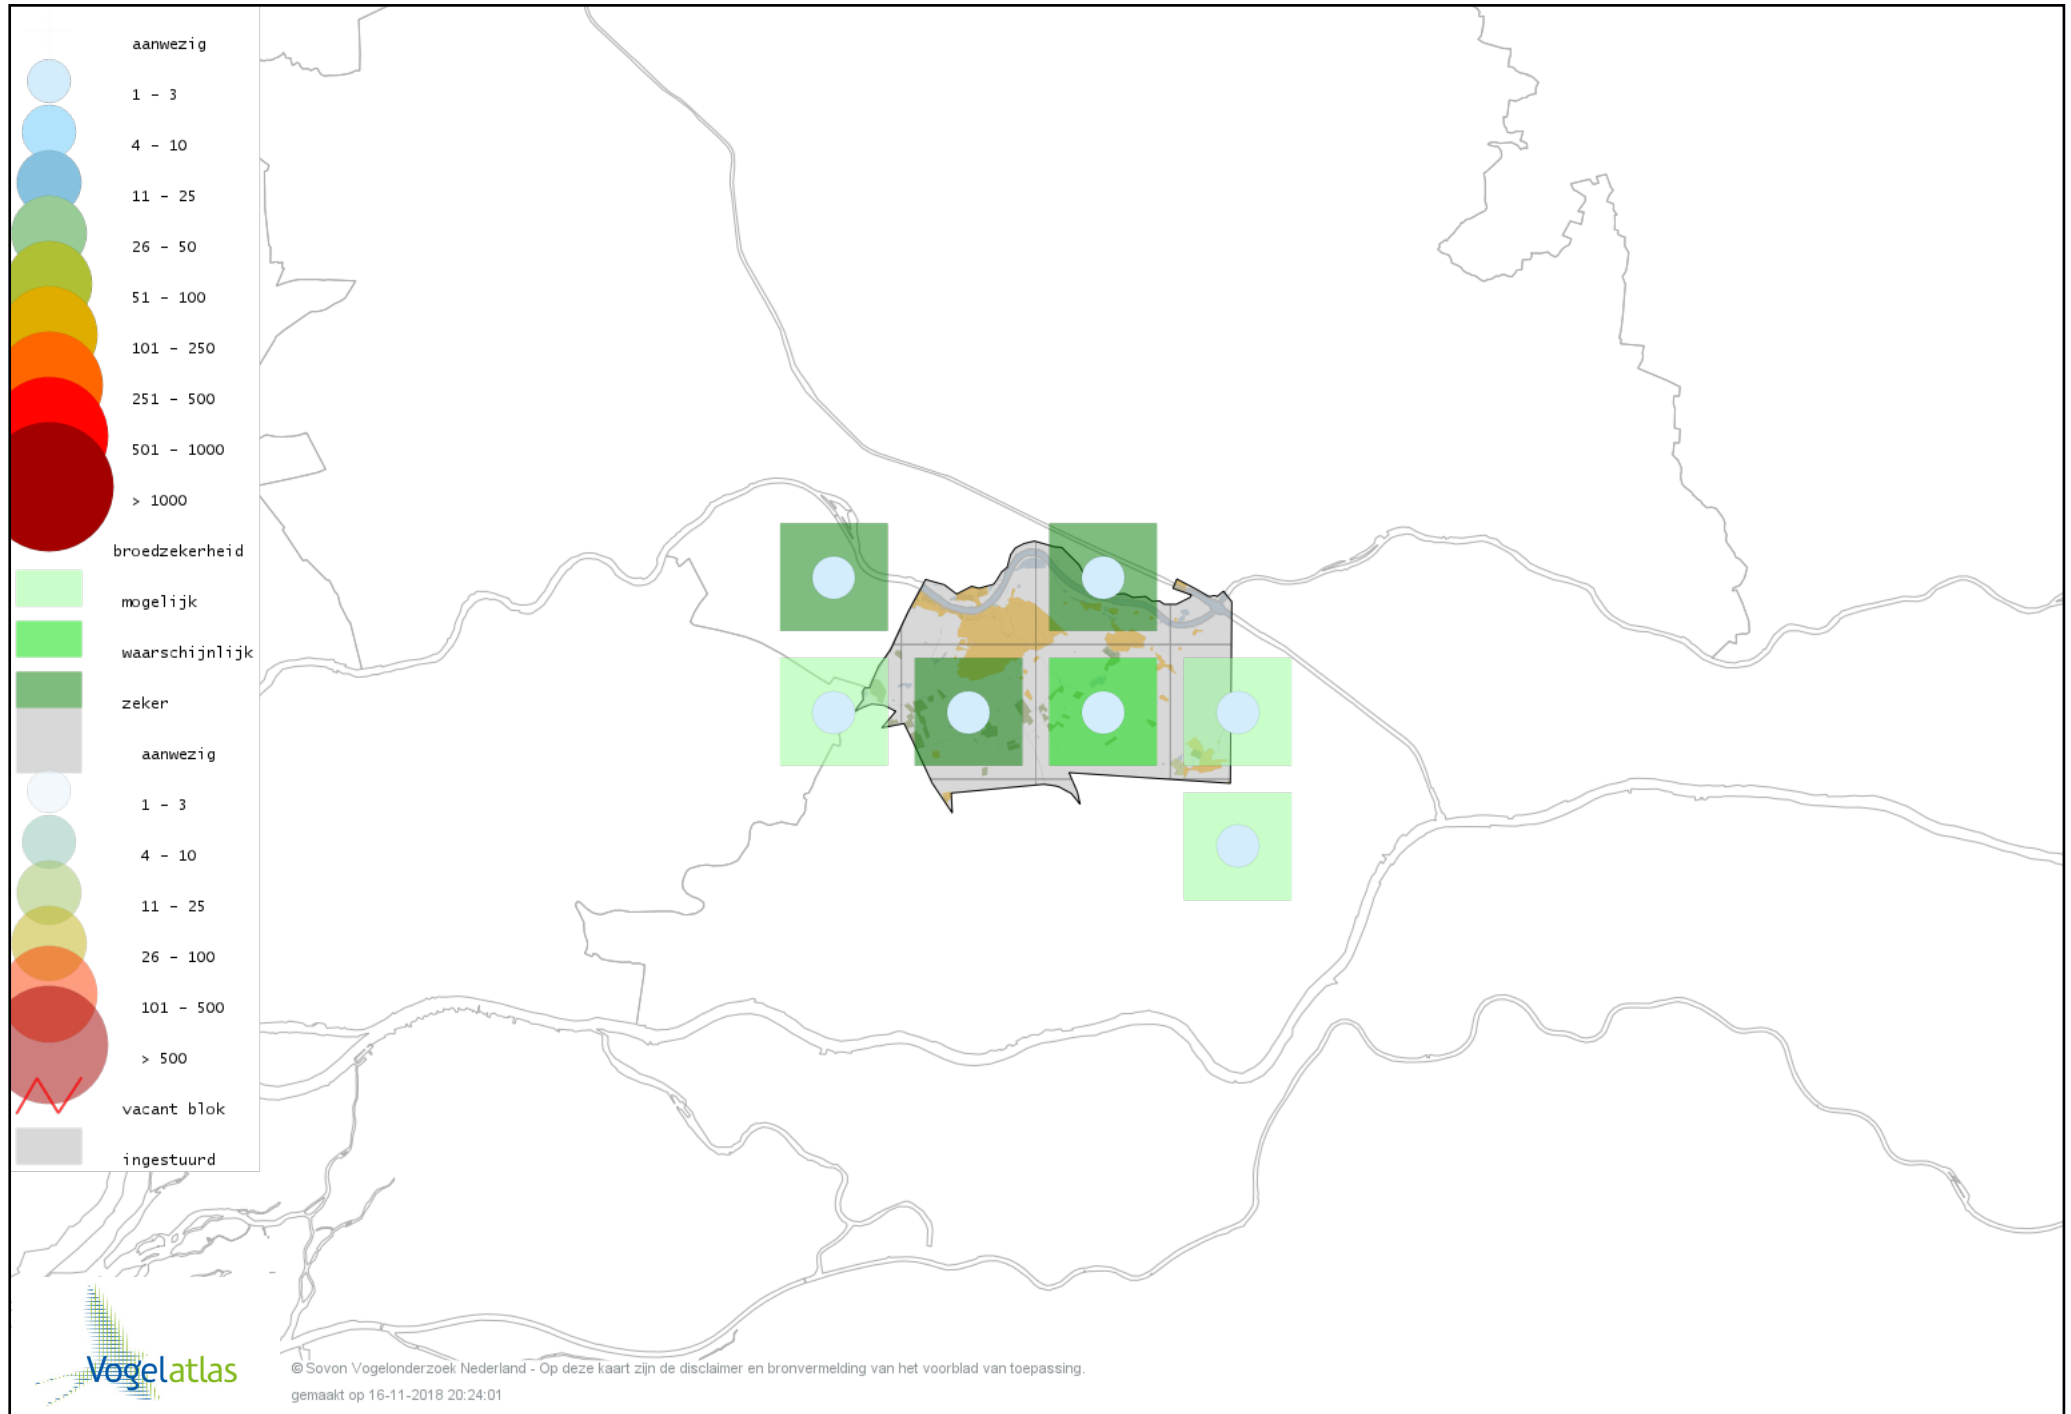 aanwezig
1 - 3
4 - 10
11 - 25
26 - 50
51 - 100
101 - 250
251 - 500
501 - 1000
> 1000
broedzekerheid
mogelijk
waarschijnlijk
zeker
aanwezig
1 - 3
4 - 10
11 - 25
26 - 100
101 - 500
> 500
vacant blok
ingestuurd
Vogelatlas
© Sovon Vogelonderzoek Nederland - Op deze kaart zijn de disclaimer en bronvermelding van het voorblad van toepassing.
gemaakt op 16-11-2018 20:24:01